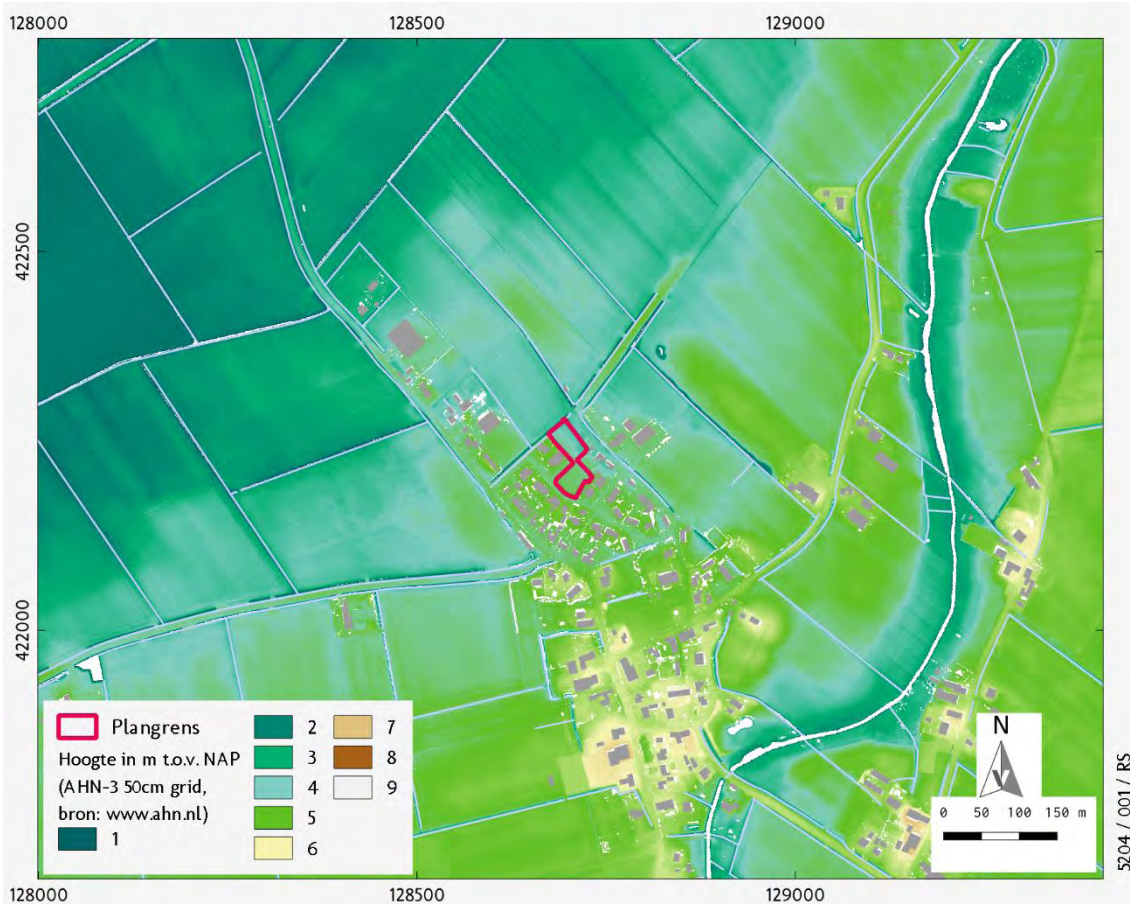 128000 128500 129000
422500
422000
Plangrens
Hoogte in m t.o.v. NAP
(AHN-3 50cm grid,
bron: www.ahn.nl)
1
2
3
4
5
6
7
8
9
N
0 50 100 150 m
5204 / 001 / RS
128000 128500 129000